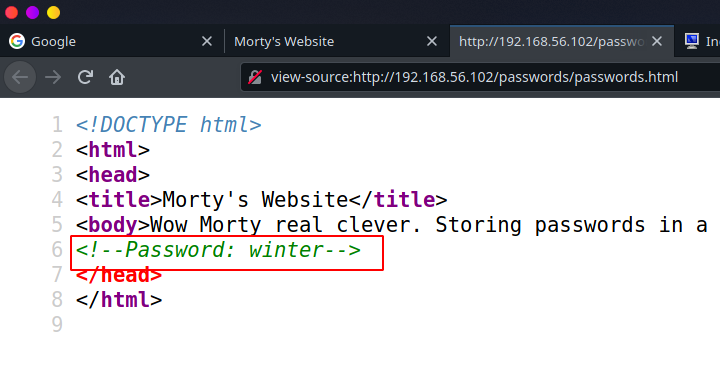 Google
Morty's Website
http://192.168.56.102/passwo
In
view-source:http://192.168.56.102/passwords/passwords.html
1 <!DOCTYPE html>
2 <html>
3 <head>
4 <title>Morty's Website</title>
5 <body>Wow Morty real clever. Storing passwords in a
6 <!--Password: winter-->
7 </head>
8 </html>
9